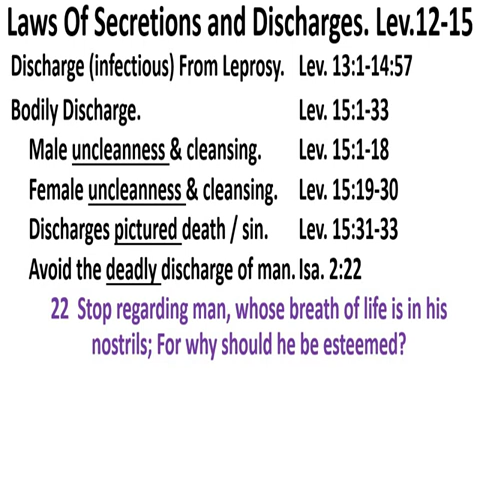 Laws Of Secretions and Discharges. Lev.12-15
Discharge (infectious) From Leprosy. Lev. 13:1-14:57
Bodily Discharge. Lev. 15:1-33
Male uncleanness & cleansing. Lev. 15:1-18
Female uncleanness & cleansing. Lev. 15:19-30
Discharges pictured death / sin. Lev. 15:31-33
Avoid the deadly discharge of man. Isa. 2:22
22 Stop regarding man, whose breath of life is in his
nostrils; For why should he be esteemed?